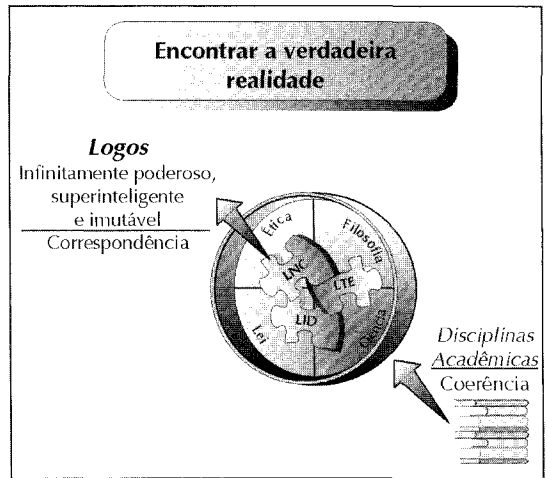 Encontrar a verdadeira
realidade
Logos
Infinitamente poderoso,
superinteligente
e imutável
Correspondência
Ética
Filosofia
LNC
LTE
LID
Lei
Ciência
Disciplinas
Acadêmicas
Coerência